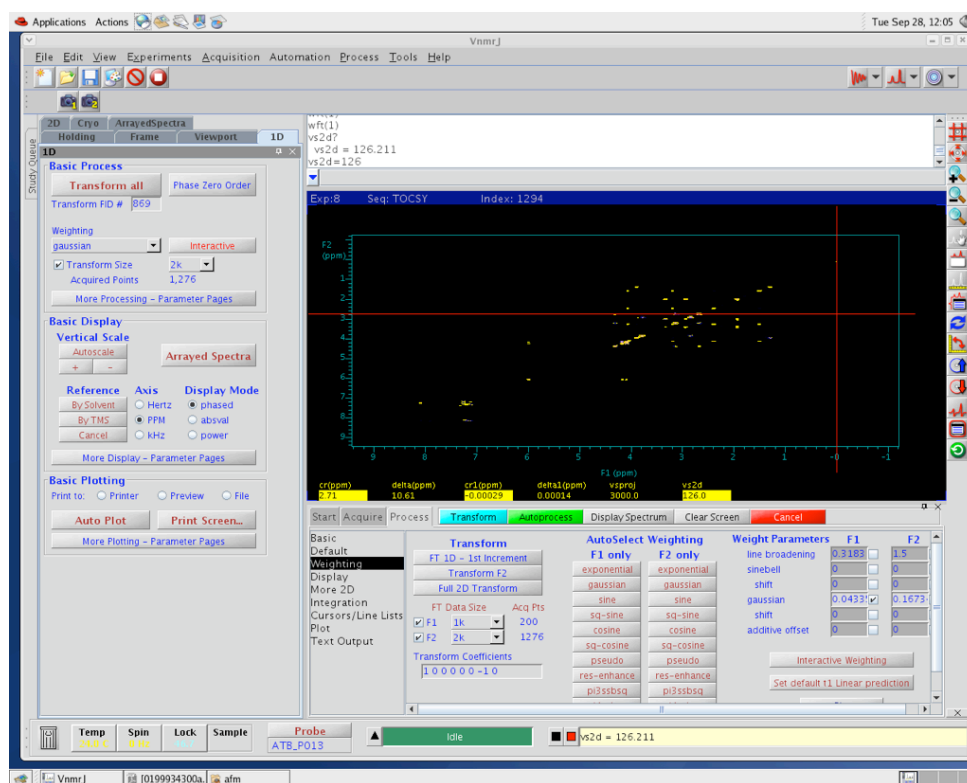 Applications Actions Tue Sep 28, 12:05
VnmrJ
File Edit View Experiments Acquisition Automation Process Tools Help
2D Cryo ArrayedSpectra
Holding Frame Viewport 1D
Study Queue
1D
Basic Process
Transform all Phase Zero Order
Transform FID # 869
Weighting
gaussian Interactive
Transform Size 2k
Acquired Points 1,276
More Processing - Parameter Pages
Basic Display
Vertical Scale
Autoscale Arrayed Spectra
+ -
Reference Axis Display Mode
By Solvent Hertz phased
By TMS PPM absval
Cancel kHz power
More Display - Parameter Pages
Basic Plotting
Print to: Printer Preview File
Auto Plot Print Screen...
More Plotting - Parameter Pages
wft(1)
vs2d?
vs2d = 126.211
vs2d=126
Exp:8 Seq: TOCSY Index: 1294
F2
(ppm)
1
2
3
4
5
6
7
8
9
9 8 7 6 5 4 3 2 1 -0 -1
F1 (ppm)
cr(ppm) delta(ppm) cr1(ppm) delta1(ppm) vsproj vs2d
2.71 10.61 -0.00029 0.00014 3000.0 126.0
Start Acquire Process Transform Autoprocess Display Spectrum Clear Screen Cancel
Basic
Default
Weighting
Display
More 2D
Integration
Cursors/Line Lists
Plot
Text Output
Transform
FT 1D - 1st Increment
Transform F2
Full 2D Transform
FT Data Size Acq Pts
F1 1k 200
F2 2k 1276
Transform Coefficients
1 0 0 0 0 0 -1 0
AutoSelect Weighting
F1 only F2 only
exponential exponential
gaussian gaussian
sine sine
sq-sine sq-sine
cosine cosine
sq-cosine sq-cosine
pseudo pseudo
res-enhance res-enhance
pi3ssbsq pi3ssbsq
Weight Parameters F1 F2
line broadening 0.3183 1.5
sinebell 0 0
shift 0 0
gaussian 0.0433 0.1673
shift 0 0
additive offset 0 0
Interactive Weighting
Set default t1 Linear prediction
Temp Spin Lock Sample
Probe
ATB_P013
Idle
vs2d = 126.211
VnmrJ [0199934300a. afm